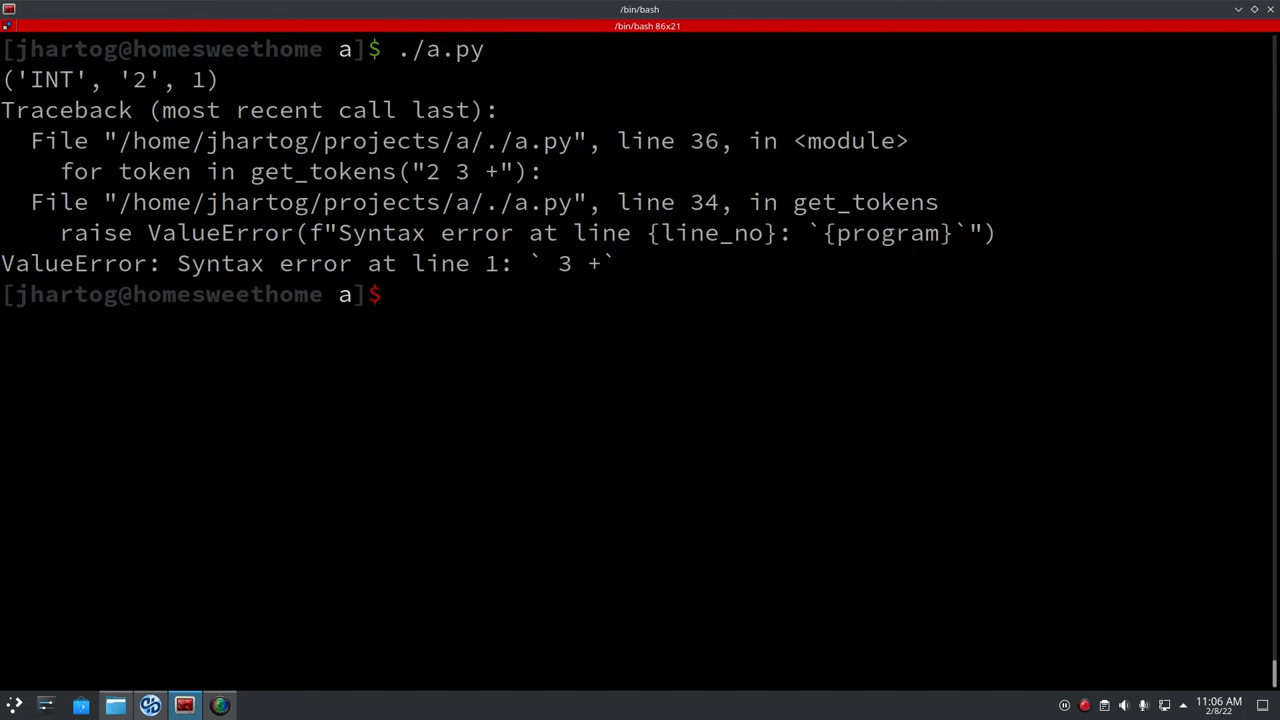 /bin/bash
/bin/bash 86x21
[jhartog@homesweethome a]$ ./a.py
('INT', '2', 1)
Traceback (most recent call last):
  File "/home/jhartog/projects/a/./a.py", line 36, in <module>
    for token in get_tokens("2 3 +"):
  File "/home/jhartog/projects/a/./a.py", line 34, in get_tokens
    raise ValueError(f"Syntax error at line {line_no}: `{program}`")
ValueError: Syntax error at line 1: ` 3 +`
[jhartog@homesweethome a]$
11:06 AM
2/8/22